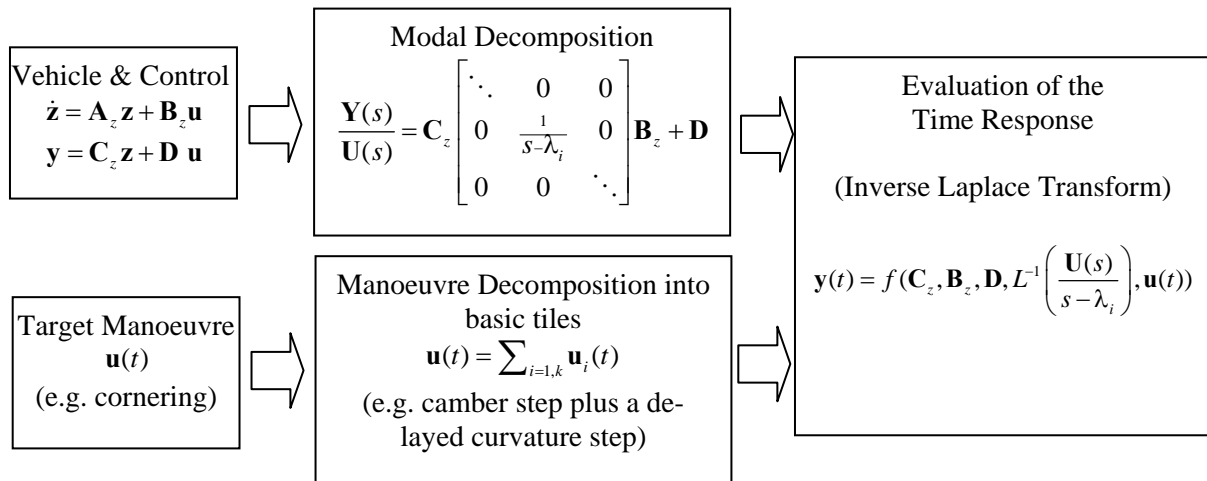 Vehicle & Control
ż = A_z z + B_z u
y = C_z z + D u
Modal Decomposition
Y(s)/U(s) = C_z [⋱ 0 0; 0 1/(s−λ_i) 0; 0 0 ⋱] B_z + D
Target Manoeuvre
u(t)
(e.g. cornering)
Manoeuvre Decomposition into
basic tiles
u(t) = ∑_{i=1,k} u_i(t)
(e.g. camber step plus a de-
layed curvature step)
Evaluation of the
Time Response
(Inverse Laplace Transform)
y(t) = f(C_z, B_z, D, L⁻¹(U(s)/(s−λ_i)), u(t))